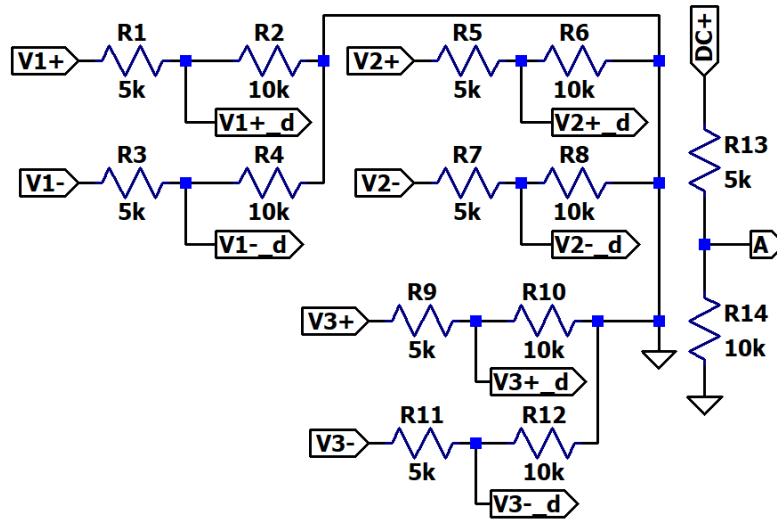 R1
R2
R5
R6
DC+
V1+
V2+
5k
10k
5k
10k
V1+_d
V2+_d
R3
R4
R7
R8
R13
V1-
V2-
5k
5k
10k
5k
10k
V1-_d
V2-_d
A
R9
R10
R14
V3+
5k
10k
10k
V3+_d
R11
R12
V3-
5k
10k
V3-_d